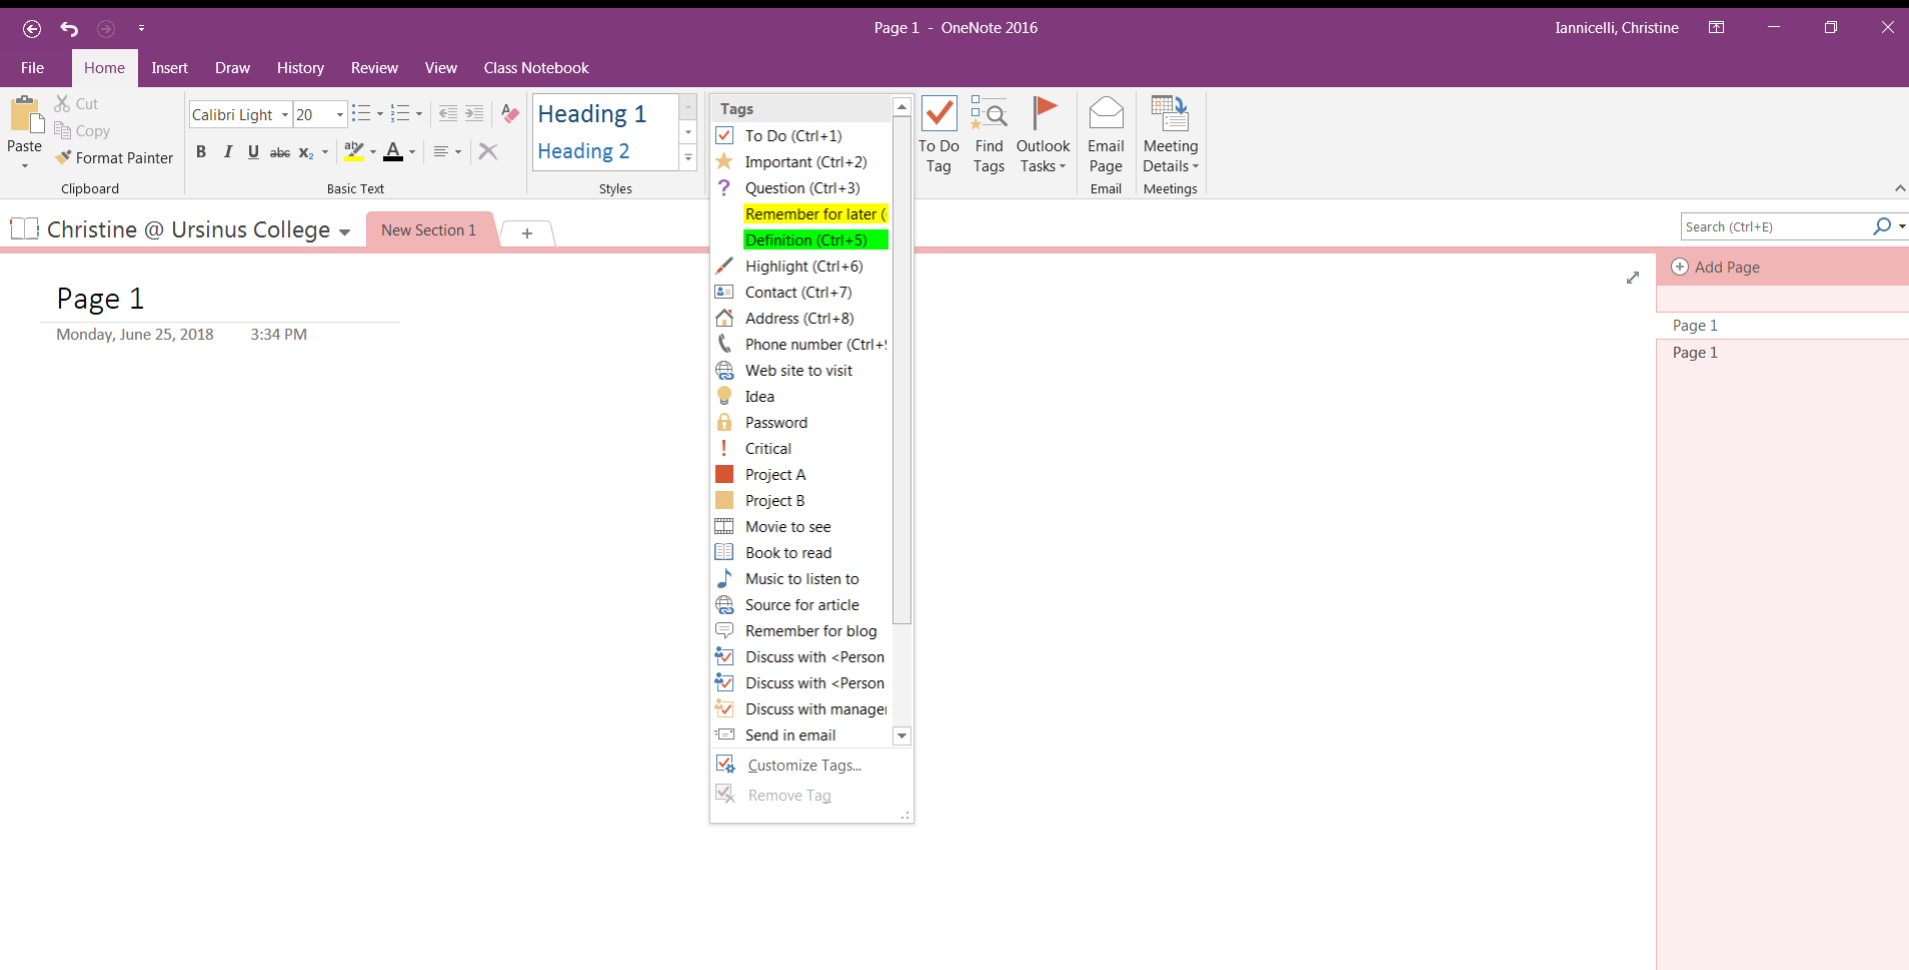 Page 1 - OneNote 2016
Iannicelli, Christine
File Home Insert Draw History Review View Class Notebook
Paste
Cut
Copy
Format Painter
Clipboard
Calibri Light 20
B I U abc X₂ ab A
Basic Text
Heading 1
Heading 2
Styles
Tags
To Do (Ctrl+1)
Important (Ctrl+2)
Question (Ctrl+3)
Remember for later (
Definition (Ctrl+5)
Highlight (Ctrl+6)
Contact (Ctrl+7)
Address (Ctrl+8)
Phone number (Ctrl+9
Web site to visit
Idea
Password
Critical
Project A
Project B
Movie to see
Book to read
Music to listen to
Source for article
Remember for blog
Discuss with <Person
Discuss with <Person
Discuss with manager
Send in email
Customize Tags...
Remove Tag
To Do
Tag
Find
Tags
Outlook
Tasks
Email
Page
Email
Meeting
Details
Meetings
Christine @ Ursinus College
New Section 1
+
Search (Ctrl+E)
Add Page
Page 1
Page 1
Page 1
Monday, June 25, 2018 3:34 PM